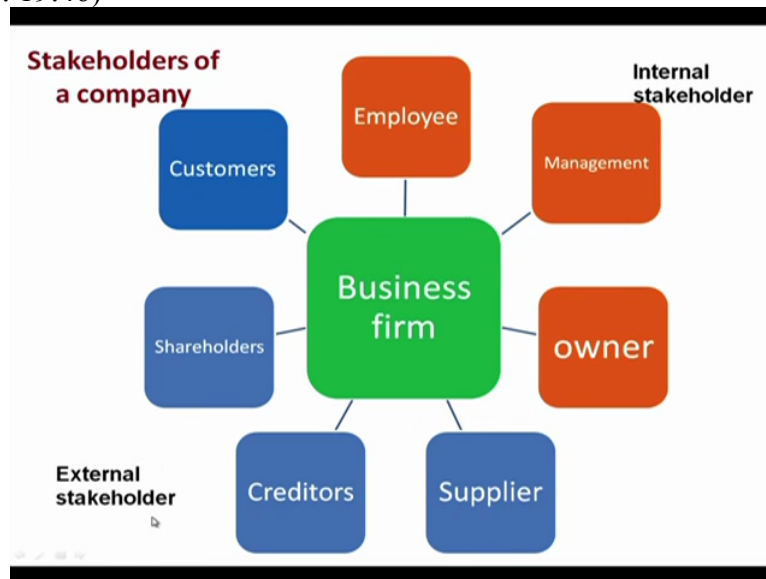 Stakeholders of
a company
Internal
stakeholder
Employee
Customers
Management
Business
firm
Shareholders
owner
External
stakeholder
Creditors
Supplier